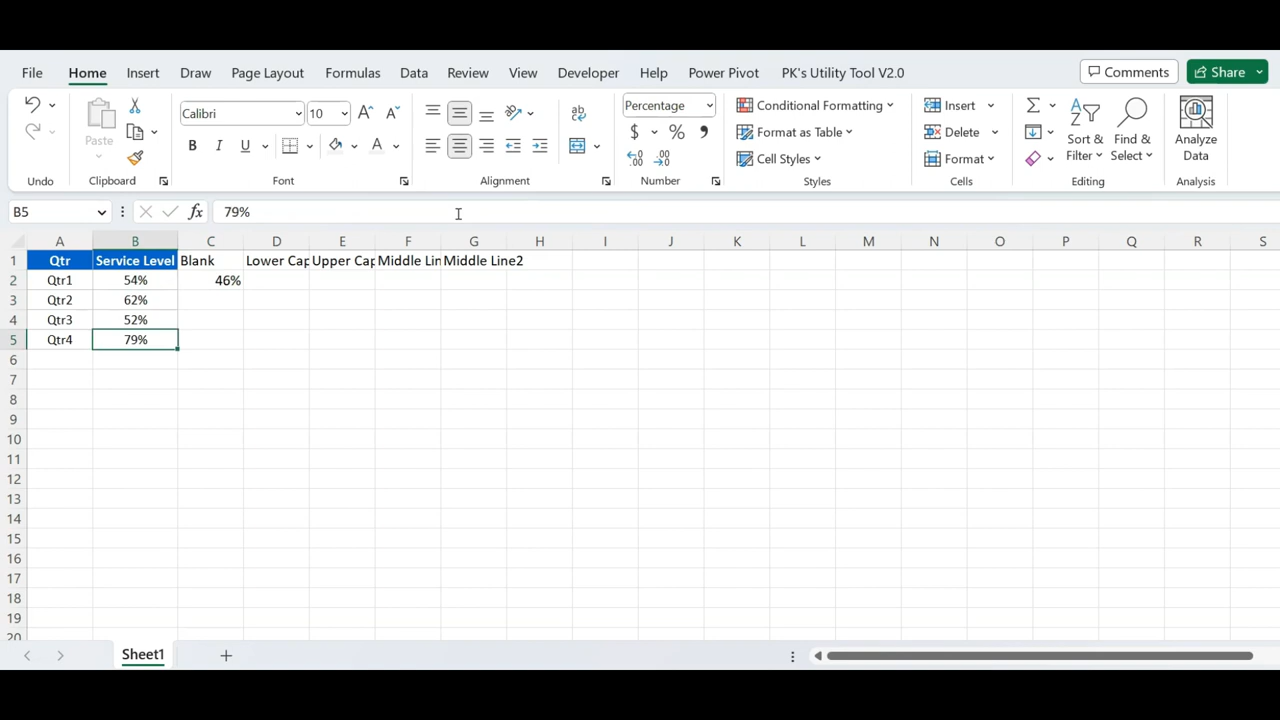 File Home Insert Draw Page Layout Formulas Data Review View Developer Help Power Pivot PK's Utility Tool V2.0 Comments Share
Calibri 10 Percentage Conditional Formatting Insert
Paste B I U A $ % Format as Table Delete Sort & Filter Find & Select Analyze Data
Cell Styles Format
Undo Clipboard Font Alignment Number Styles Cells Editing Analysis
B5 fx 79%
A B C D E F G H I J K L M N O P Q R S
1 Qtr Service Level Blank Lower Cap Upper Cap Middle Lin Middle Line2
2 Qtr1 54% 46%
3 Qtr2 62%
4 Qtr3 52%
5 Qtr4 79%
6
7
8
9
10
11
12
13
14
15
16
17
18
19
20
Sheet1